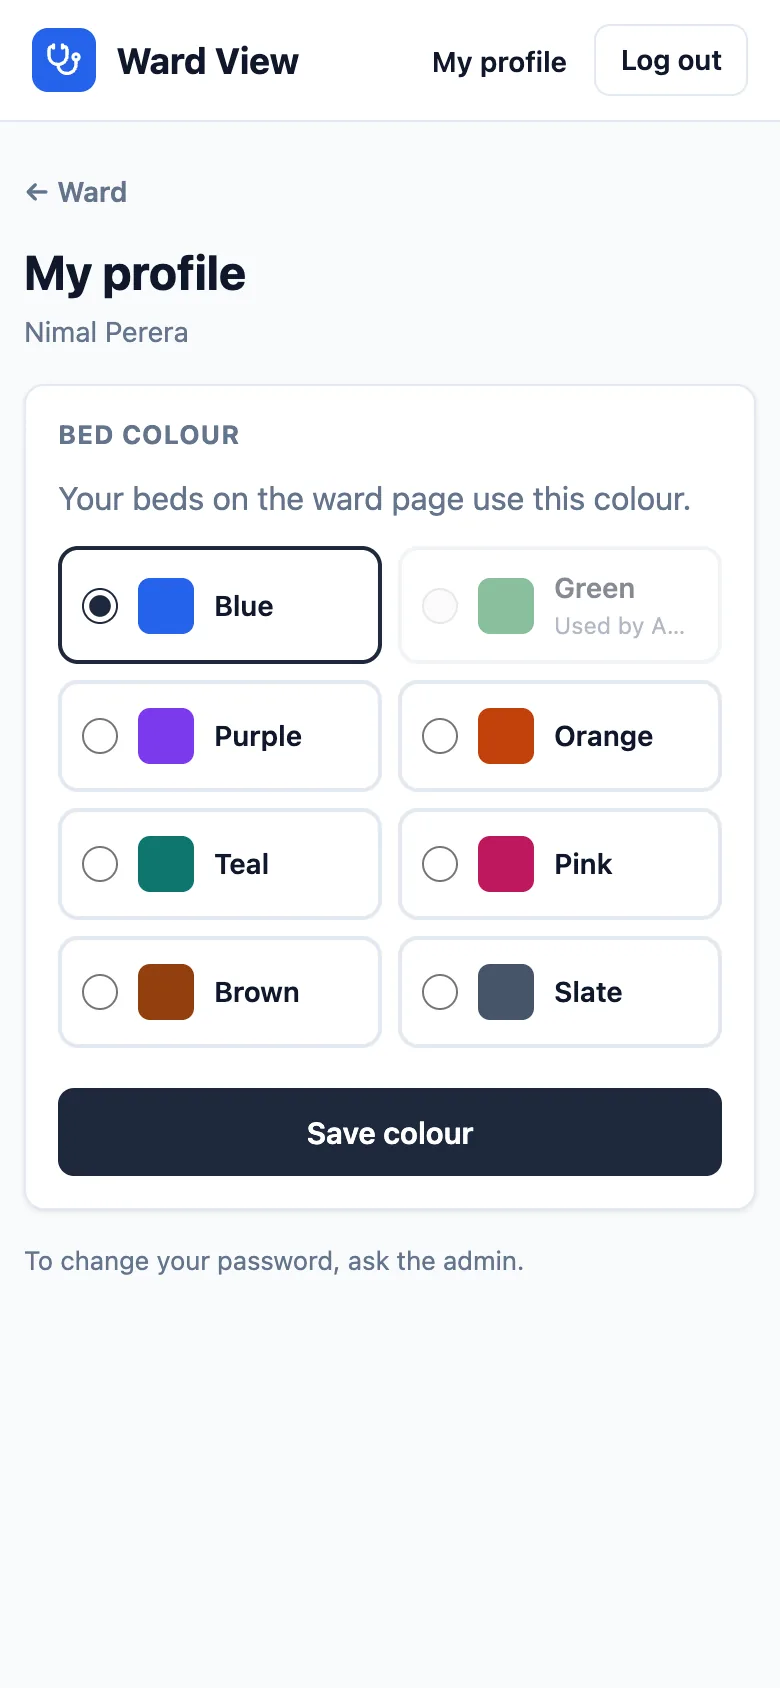 Ward View
My profile
Log out
← Ward
My profile
Nimal Perera
BED COLOUR
Your beds on the ward page use this colour.
Blue
Green
Used by A...
Purple
Orange
Teal
Pink
Brown
Slate
Save colour
To change your password, ask the admin.